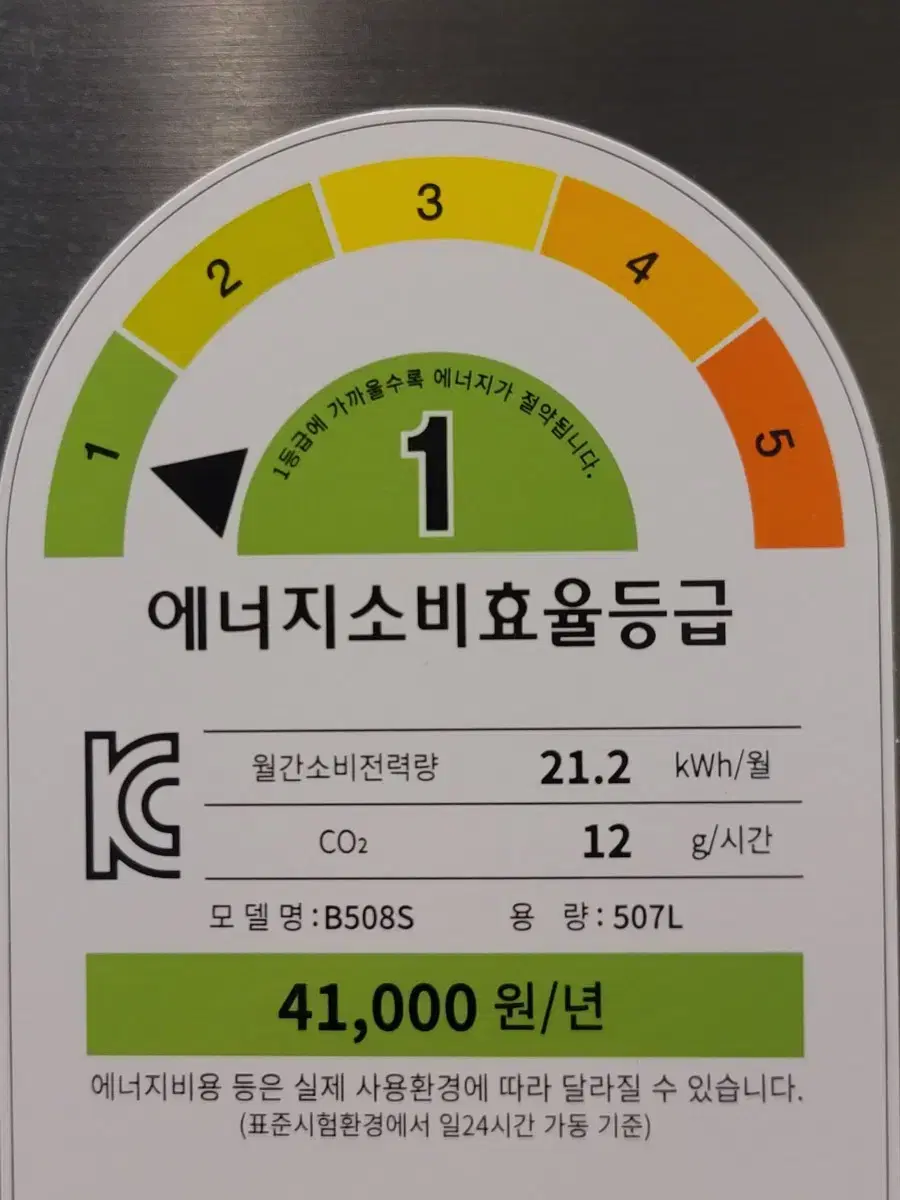 1
2
3
4
5
1등급에 가까울수록 에너지가 절약됩니다.
1
에너지소비효율등급
KC
월간소비전력량 21.2 kWh/월
CO₂ 12 g/시간
모델명:B508S 용 량: 507L
41,000 원/년
에너지비용 등은 실제 사용환경에 따라 달라질 수 있습니다.
(표준시험환경에서 일24시간 가동 기준)